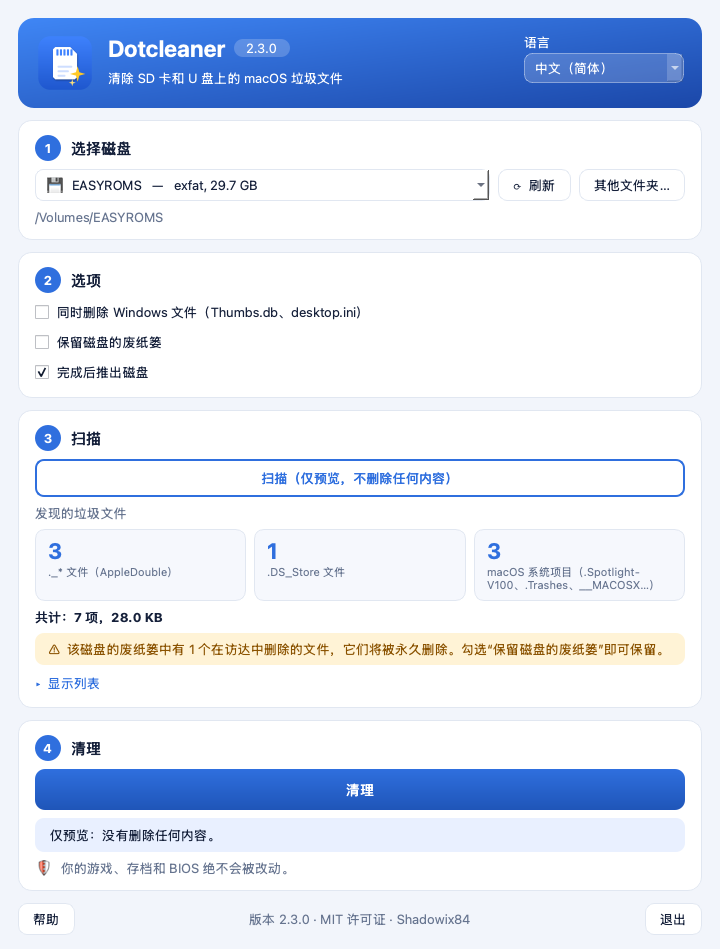 Dotcleaner 2.3.0
清除 SD 卡和 U 盘上的 macOS 垃圾文件
语言
中文（简体）
1 选择磁盘
EASYROMS — exfat, 29.7 GB
刷新
其他文件夹...
/Volumes/EASYROMS
2 选项
同时删除 Windows 文件（Thumbs.db、desktop.ini）
保留磁盘的废纸篓
完成后推出磁盘
3 扫描
扫描（仅预览，不删除任何内容）
发现的垃圾文件
3
._* 文件（AppleDouble）
1
.DS_Store 文件
3
macOS 系统项目（.Spotlight-
V100、.Trashes、__MACOSX…）
共计：7 项，28.0 KB
⚠ 该磁盘的废纸篓中有 1 个在访达中删除的文件，它们将被永久删除。勾选“保留磁盘的废纸篓”即可保留。
▸ 显示列表
4 清理
清理
仅预览：没有删除任何内容。
你的游戏、存档和 BIOS 绝不会被改动。
帮助
版本 2.3.0 · MIT 许可证 · Shadowix84
退出